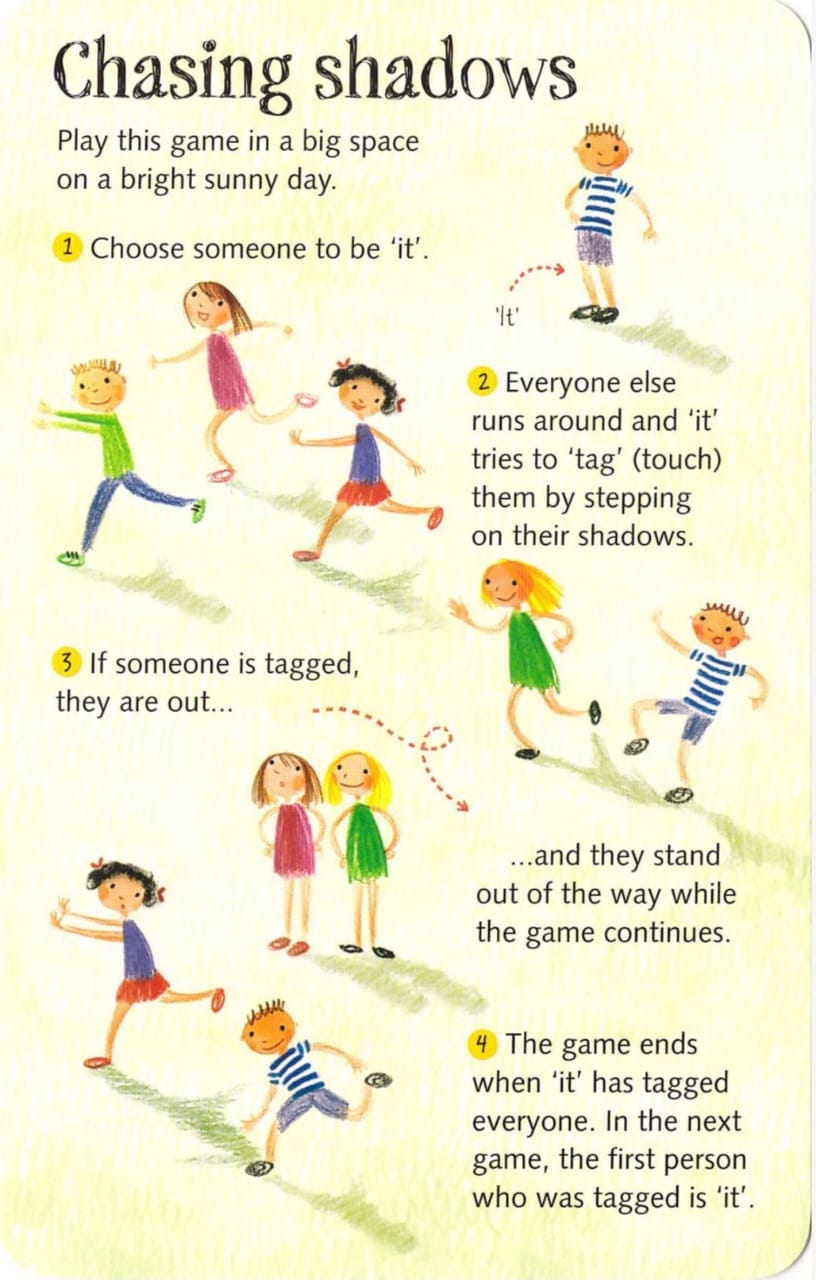 Chasing shadows
Play this game in a big space
on a bright sunny day.
1 Choose someone to be ‘it’.
'It'
2 Everyone else
runs around and ‘it’
tries to ‘tag’ (touch)
them by stepping
on their shadows.
3 If someone is tagged,
they are out...
...and they stand
out of the way while
the game continues.
4 The game ends
when ‘it’ has tagged
everyone. In the next
game, the first person
who was tagged is ‘it’.